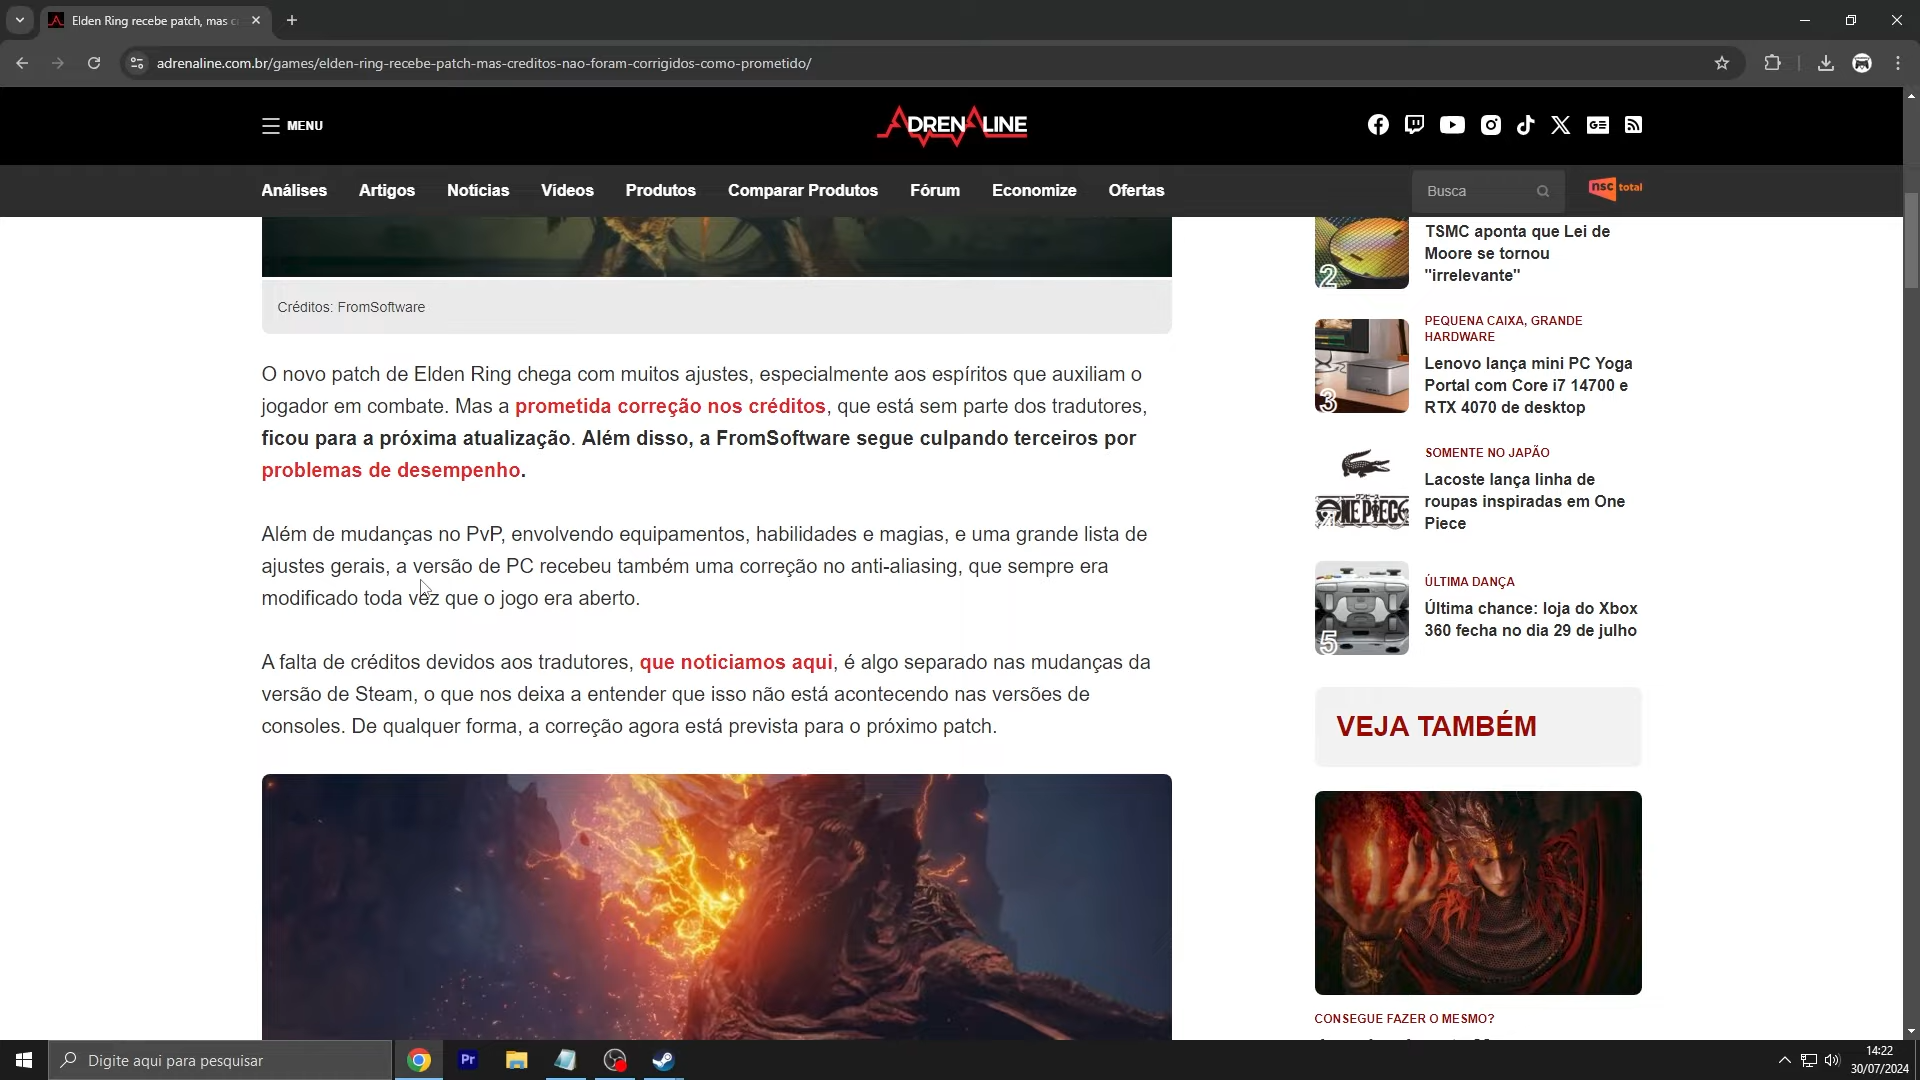 Elden Ring recebe patch, mas c
adrenaline.com.br/games/elden-ring-recebe-patch-mas-creditos-nao-foram-corrigidos-como-prometido/
MENU
ADRENALINE
Análises Artigos Notícias Vídeos Produtos Comparar Produtos Fórum Economize Ofertas
Busca
nsc total
Créditos: FromSoftware
O novo patch de Elden Ring chega com muitos ajustes, especialmente aos espíritos que auxiliam o
jogador em combate. Mas a prometida correção nos créditos, que está sem parte dos tradutores,
ficou para a próxima atualização. Além disso, a FromSoftware segue culpando terceiros por
problemas de desempenho.
Além de mudanças no PvP, envolvendo equipamentos, habilidades e magias, e uma grande lista de
ajustes gerais, a versão de PC recebeu também uma correção no anti-aliasing, que sempre era
modificado toda vez que o jogo era aberto.
A falta de créditos devidos aos tradutores, que noticiamos aqui, é algo separado nas mudanças da
versão de Steam, o que nos deixa a entender que isso não está acontecendo nas versões de
consoles. De qualquer forma, a correção agora está prevista para o próximo patch.
2
TSMC aponta que Lei de
Moore se tornou
"irrelevante"
3
PEQUENA CAIXA, GRANDE
HARDWARE
Lenovo lança mini PC Yoga
Portal com Core i7 14700 e
RTX 4070 de desktop
ONE PIECE
4
SOMENTE NO JAPÃO
Lacoste lança linha de
roupas inspiradas em One
Piece
5
ÚLTIMA DANÇA
Última chance: loja do Xbox
360 fecha no dia 29 de julho
VEJA TAMBÉM
CONSEGUE FAZER O MESMO?
Digite aqui para pesquisar
Pr
14:22
30/07/2024